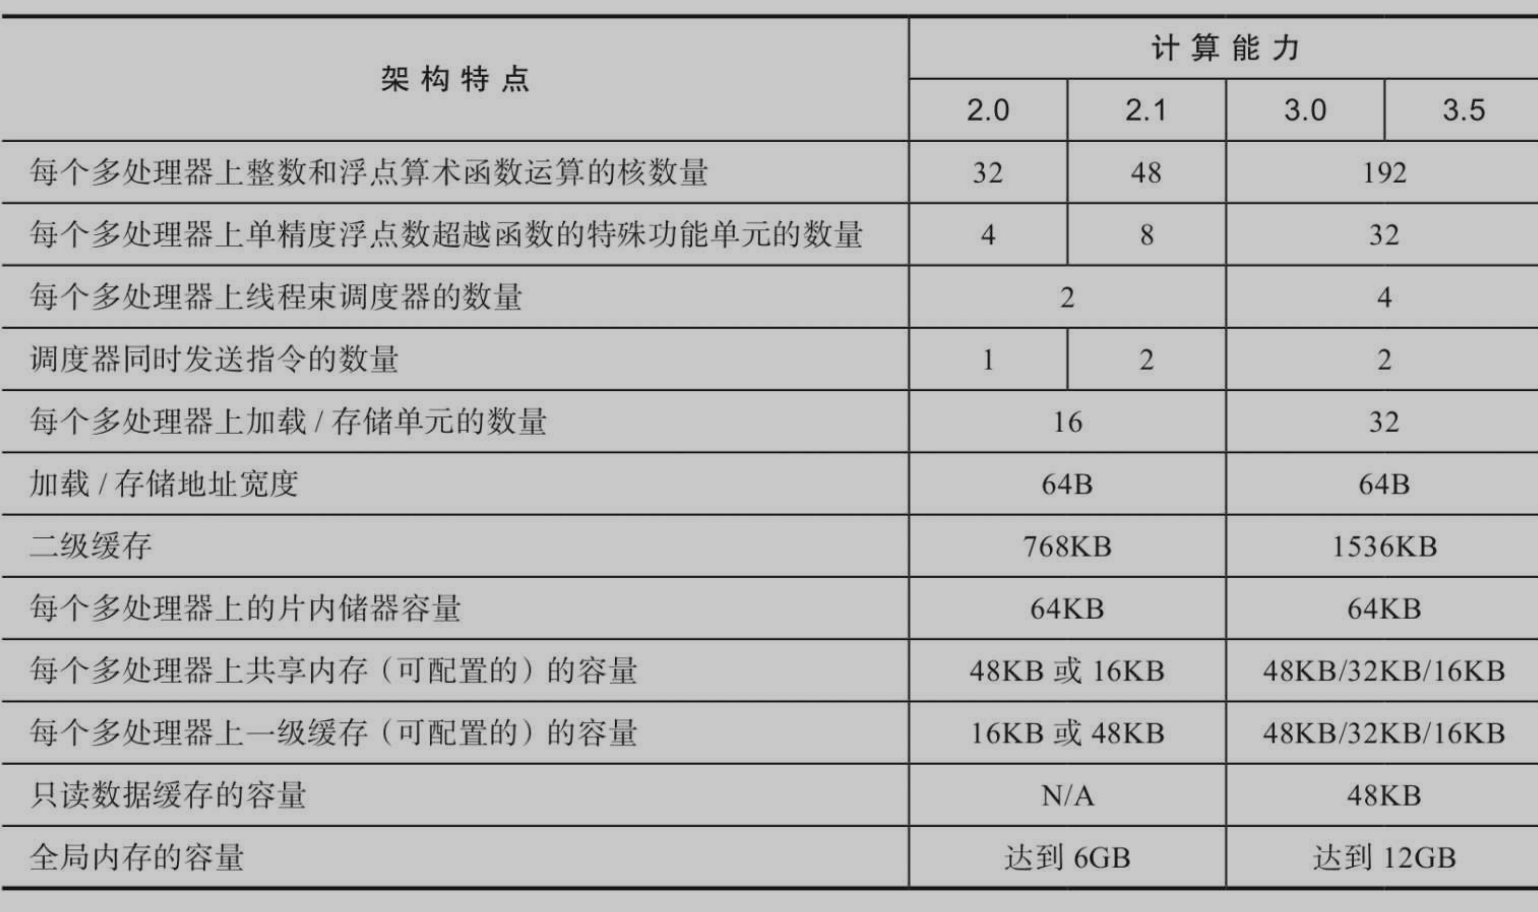 架构特点
计算能力
2.0 2.1 3.0 3.5
每个多处理器上整数和浮点算术函数运算的核数量 32 48 192
每个多处理器上单精度浮点数超越函数的特殊功能单元的数量 4 8 32
每个多处理器上线程束调度器的数量 2 4
调度器同时发送指令的数量 1 2 2
每个多处理器上加载/存储单元的数量 16 32
加载/存储地址宽度 64B 64B
二级缓存 768KB 1536KB
每个多处理器上的片内储器容量 64KB 64KB
每个多处理器上共享内存（可配置的）的容量 48KB 或 16KB 48KB/32KB/16KB
每个多处理器上一级缓存（可配置的）的容量 16KB 或 48KB 48KB/32KB/16KB
只读数据缓存的容量 N/A 48KB
全局内存的容量 达到 6GB 达到 12GB